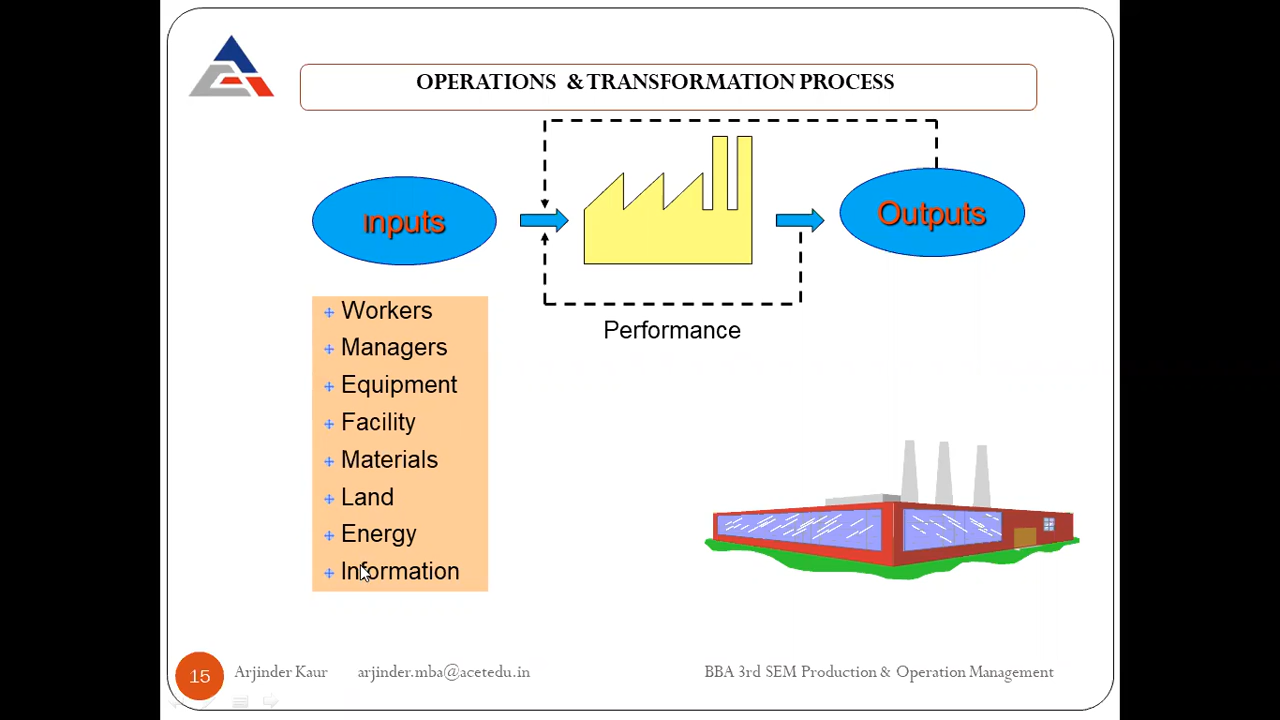 OPERATIONS & TRANSFORMATION PROCESS
Inputs
Outputs
Performance
Workers
Managers
Equipment
Facility
Materials
Land
Energy
Information
15
Arjinder Kaur arjinder.mba@acetedu.in
BBA 3rd SEM Production & Operation Management